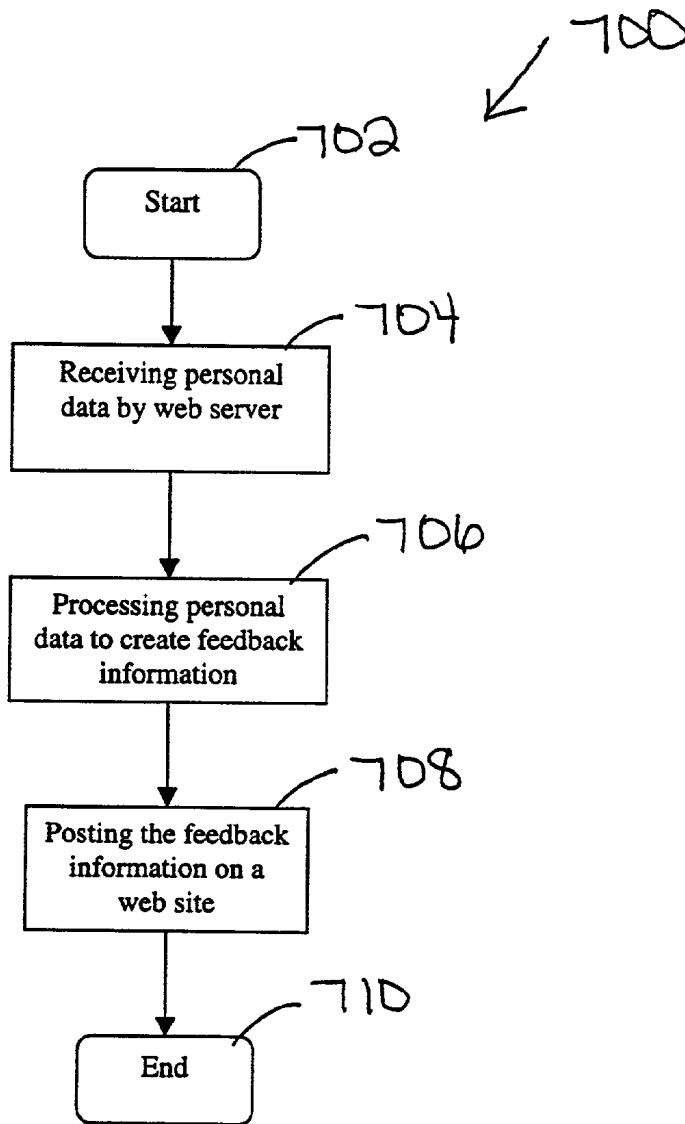 700
702
Start
704
Receiving personal
data by web server
706
Processing personal
data to create feedback
information
708
Posting the feedback
information on a
web site
710
End